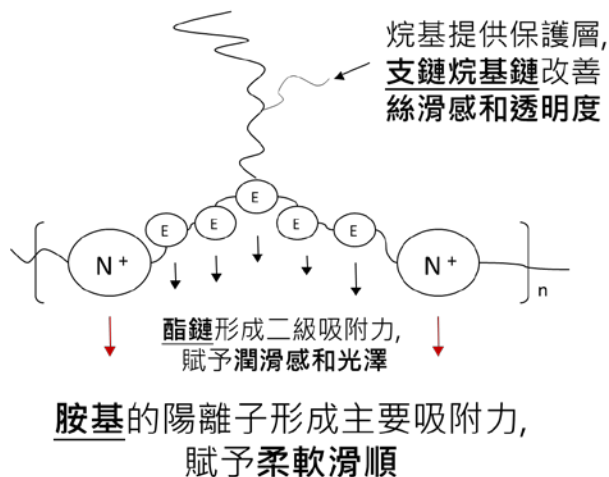 烷基提供保護層,
支鏈烷基鏈改善
絲滑感和透明度
E
E
E
E
E
N+
N+
n
酯鏈形成二級吸附力,
賦予潤滑感和光澤
胺基的陽離子形成主要吸附力,
賦予柔軟滑順